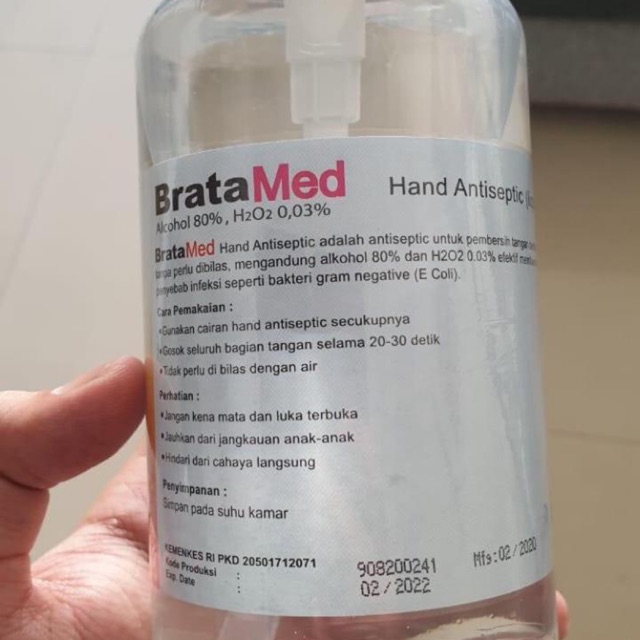 BrataMed
Hand Antiseptic
Alcohol 80%, H2O2 0,03%
BrataMed Hand Antiseptic adalah antiseptic untuk pembersih tangan
tanpa perlu dibilas, mengandung alkohol 80% dan H2O2 0.03% efektif
penyebab infeksi seperti bakteri gram negative (E Coli).
Cara Pemakaian :
•Gunakan cairan hand antiseptic secukupnya
•Gosok seluruh bagian tangan selama 20-30 detik
•Tidak perlu di bilas dengan air
Perhatian :
•Jangan kena mata dan luka terbuka
•Jauhkan dari jangkauan anak-anak
•Hindari dari cahaya langsung
Penyimpanan :
Simpan pada suhu kamar
KEMENKES RI PKD 20501712071
Kode Produksi : 908200241
Exp. Date : 02/2022
Mfs:02/2020